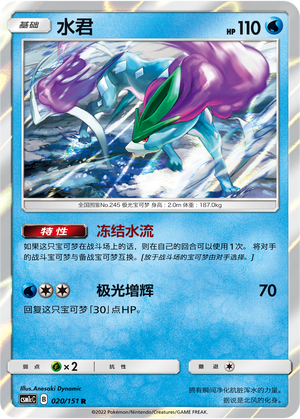 基础 水君 HP 110
全国图鉴No.245 极光宝可梦 身高:2.0m 体重:187.0kg
特性 冻结水流
如果这只宝可梦在战斗场上的话，则在自己的回合可以使用1次。将对手
的战斗宝可梦与备战宝可梦互换。[放于战斗场的宝可梦由对手选择。]
极光增辉 70
回复这只宝可梦「30」点HP。
弱点 ×2 抗性 撤退
Illus.Anesaki Dynamic
csm1cC B 020/151 R
拥有瞬间净化肮脏浑水的力量。
据说是北风的化身。
©2022 Pokémon/Nintendo/Creatures/GAME FREAK.